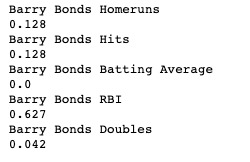 Barry Bonds Homeruns
0.128
Barry Bonds Hits
0.128
Barry Bonds Batting Average
0.0
Barry Bonds RBI
0.627
Barry Bonds Doubles
0.042